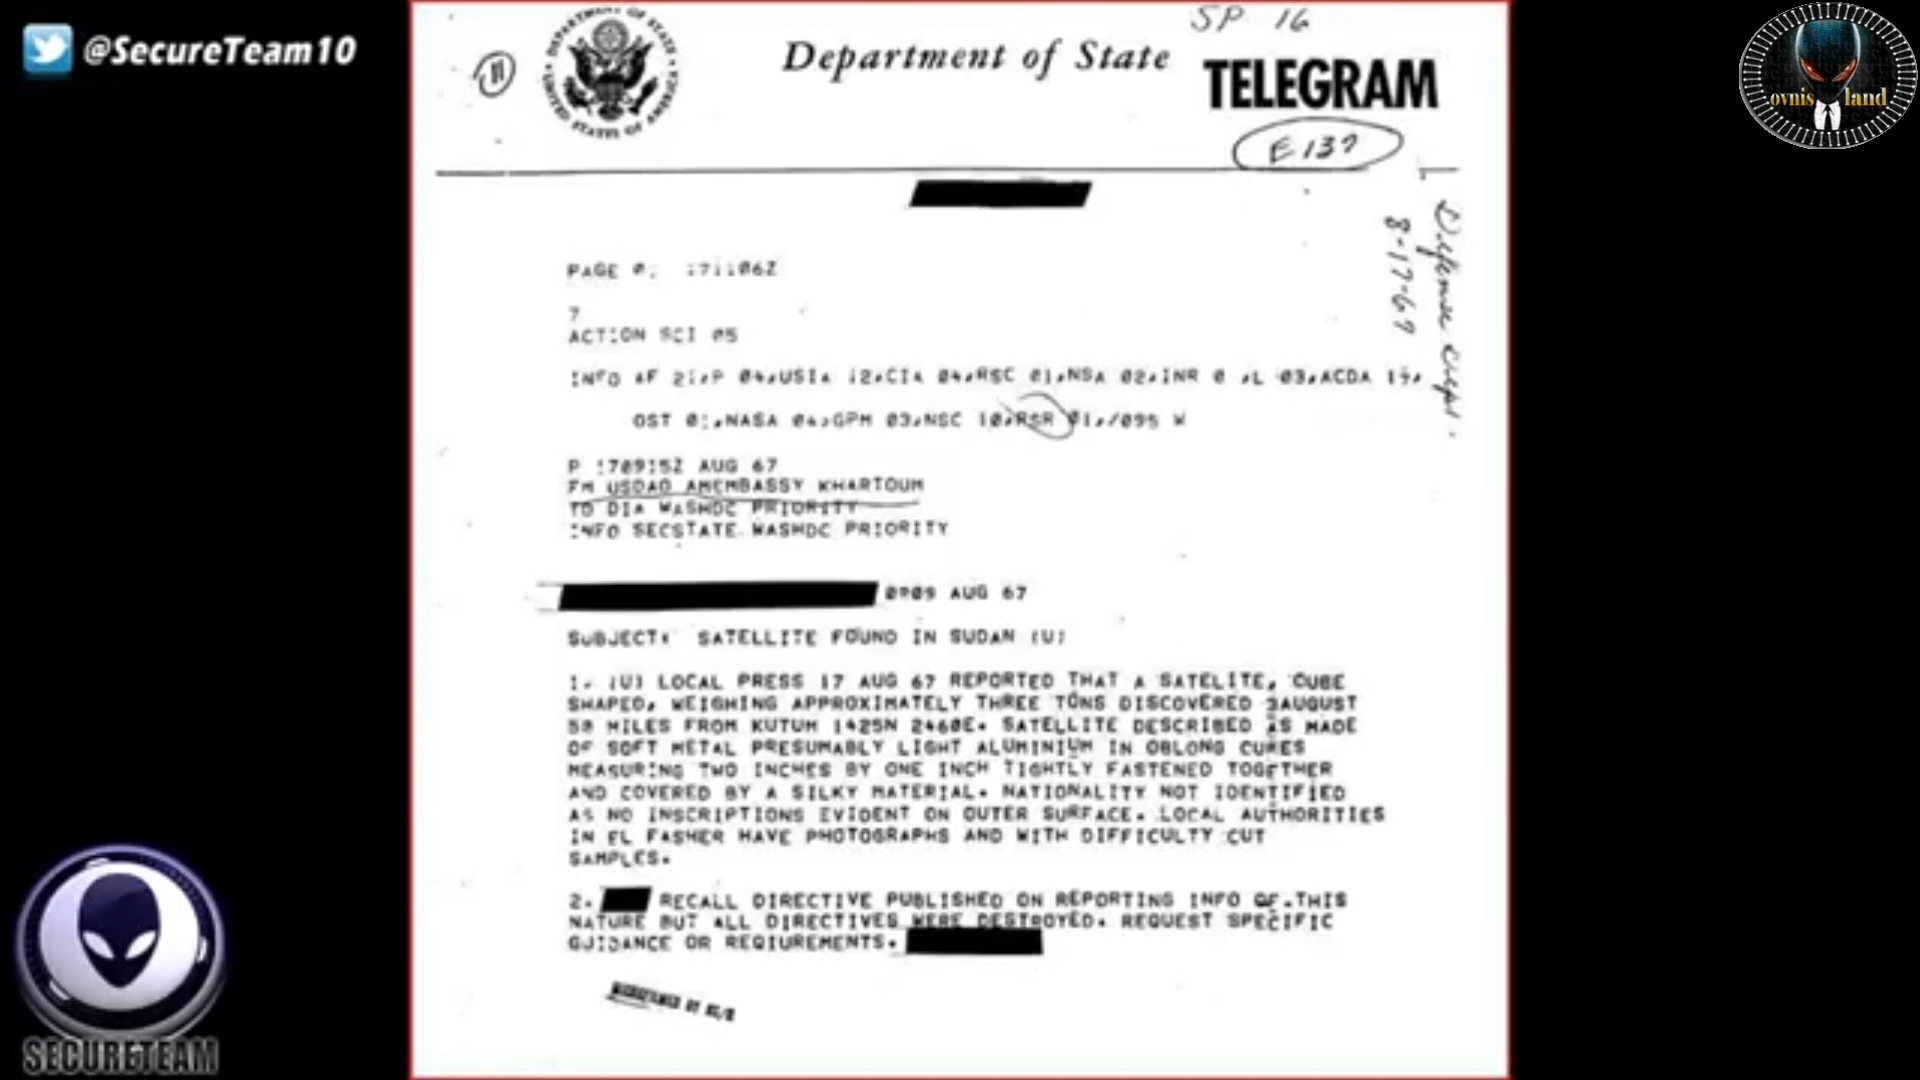 @SecureTeam10
ovnis land
SP 16
Department of State
TELEGRAM
E 137
8-17-67
PAGE 171106Z
7
ACTION SCI 05
INFO AF 21,P 04,USIA 12,CIA 04,RSC 01,NSA 02,INR 0 ,L 03,ACDA
OST 01,NASA 04,GPM 03,NSC 10,RSR 01,/095 W
P 170915Z AUG 67
FM USDAO AMEMBASSY KHARTOUM
TO DIA WASHDC PRIORITY
INFO SECSTATE WASHDC PRIORITY
0909 AUG 67
SUBJECT: SATELLITE FOUND IN SUDAN (U)
1. (U) LOCAL PRESS 17 AUG 67 REPORTED THAT A SATELITE, CUBE
SHAPED, WEIGHING APPROXIMATELY THREE TONS DISCOVERED 3AUGUST
50 MILES FROM KUTUM 1425N 2460E. SATELLITE DESCRIBED AS MADE
OF SOFT METAL PRESUMABLY LIGHT ALUMINIUM IN OBLONG CUBES
MEASURING TWO INCHES BY ONE INCH TIGHTLY FASTENED TOGETHER
AND COVERED BY A SILKY MATERIAL. NATIONALITY NOT IDENTIFIED
AS NO INSCRIPTIONS EVIDENT ON OUTER SURFACE. LOCAL AUTHORITIES
IN EL FASHER HAVE PHOTOGRAPHS AND WITH DIFFICULTY CUT
SAMPLES.
2. RECALL DIRECTIVE PUBLISHED ON REPORTING INFO OF THIS
NATURE BUT ALL DIRECTIVES WERE DESTROYED. REQUEST SPECIFIC
GUIDANCE OR REQIUREMENTS.
SECURETEAM